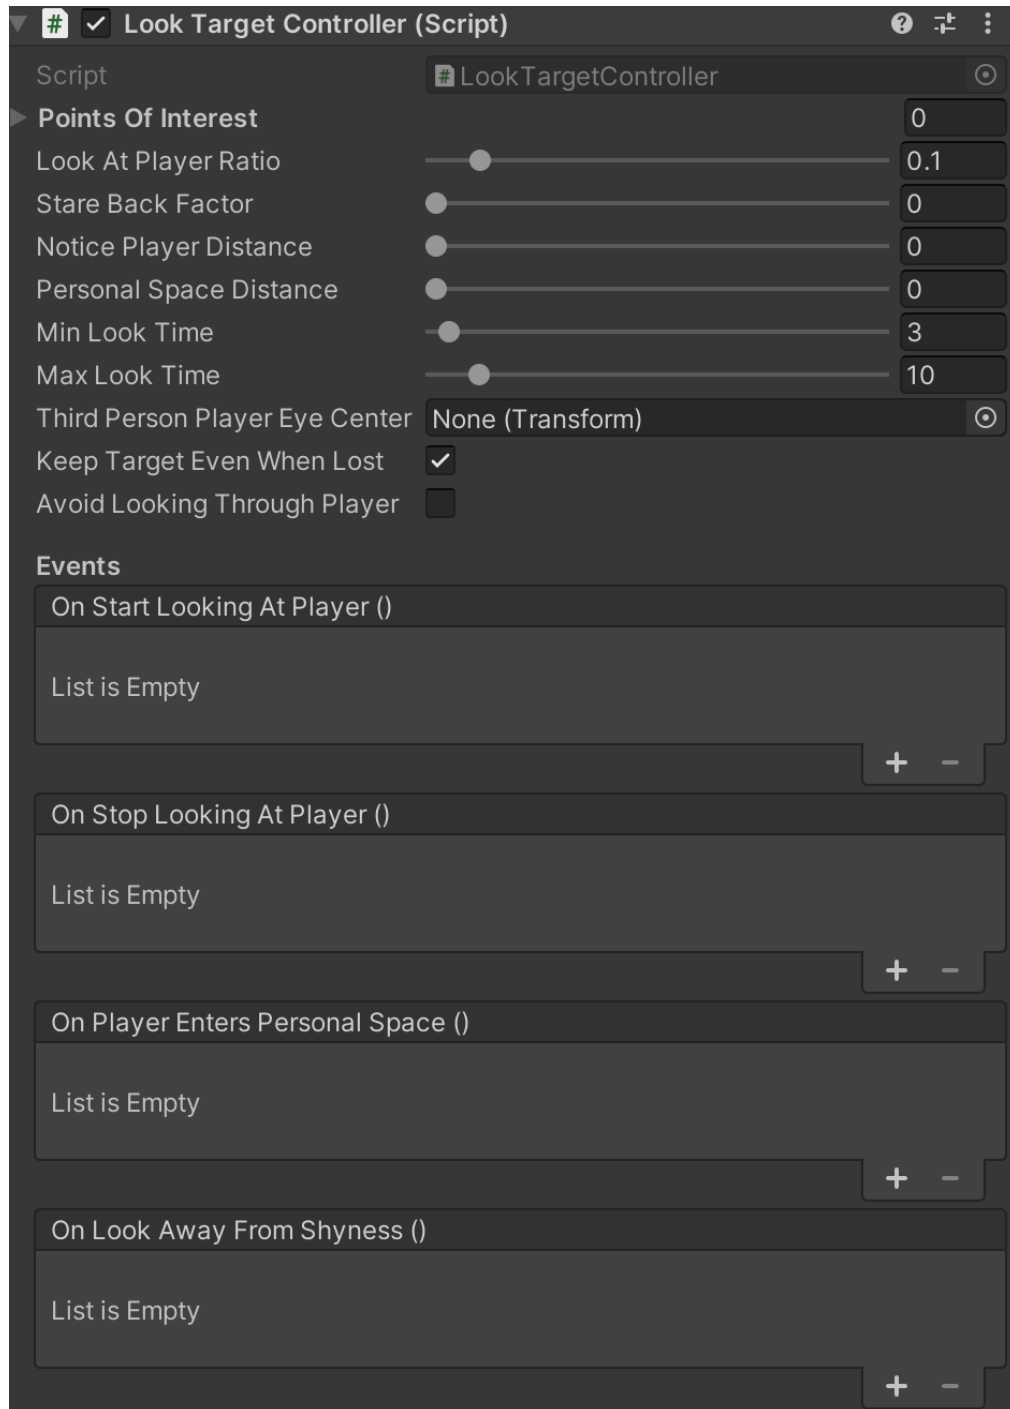 # Look Target Controller (Script)
Script # LookTargetController
Points Of Interest 0
Look At Player Ratio 0.1
Stare Back Factor 0
Notice Player Distance 0
Personal Space Distance 0
Min Look Time 3
Max Look Time 10
Third Person Player Eye Center None (Transform)
Keep Target Even When Lost
Avoid Looking Through Player
Events
On Start Looking At Player ()
List is Empty
+ −
On Stop Looking At Player ()
List is Empty
+ −
On Player Enters Personal Space ()
List is Empty
+ −
On Look Away From Shyness ()
List is Empty
+ −